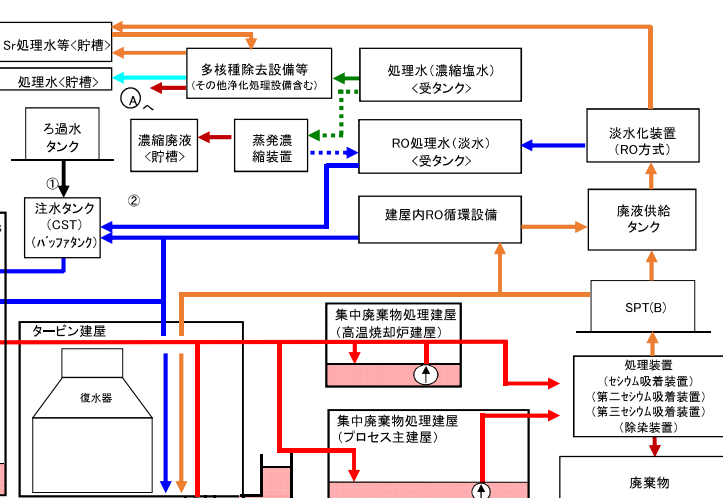 Sr処理水等<貯槽>
処理水<貯槽>
多核種除去設備等
(その他浄化処理設備含む)
処理水(濃縮塩水)
<受タンク>
Ⓐへ
ろ過水
タンク
濃縮廃液
<貯槽>
蒸発濃
縮装置
RO処理水(淡水)
<受タンク>
淡水化装置
(RO方式)
①
②
注水タンク
(CST)
(バッファタンク)
建屋内RO循環設備
廃液供給
タンク
SPT(B)
タービン建屋
復水器
集中廃棄物処理建屋
(高温焼却炉建屋)
処理装置
(セシウム吸着装置)
(第二セシウム吸着装置)
(第三セシウム吸着装置)
(除染装置)
集中廃棄物処理建屋
(プロセス主建屋)
廃棄物